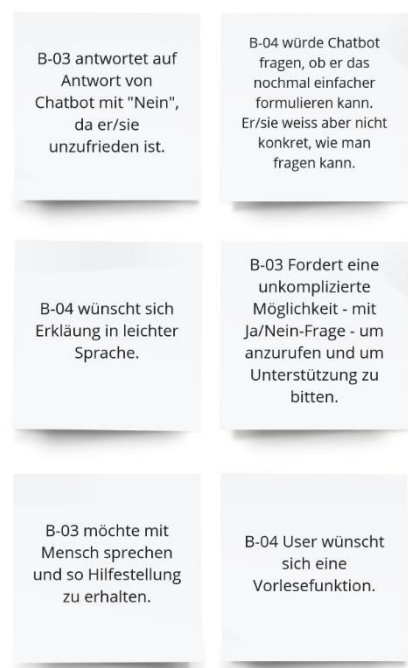 B-03 antwortet auf
Antwort von
Chatbot mit "Nein",
da er/sie
unzufrieden ist.
B-04 würde Chatbot
fragen, ob er das
nochmal einfacher
formulieren kann.
Er/sie weiss aber nicht
konkret, wie man
fragen kann.
B-04 wünscht sich
Erkläung in leichter
Sprache.
B-03 Fordert eine
unkomplizierte
Möglichkeit - mit
Ja/Nein-Frage - um
anzurufen und um
Unterstützung zu
bitten.
B-03 möchte mit
Mensch sprechen
und so Hilfestellung
zu erhalten.
B-04 User wünscht
sich eine
Vorlesefunktion.